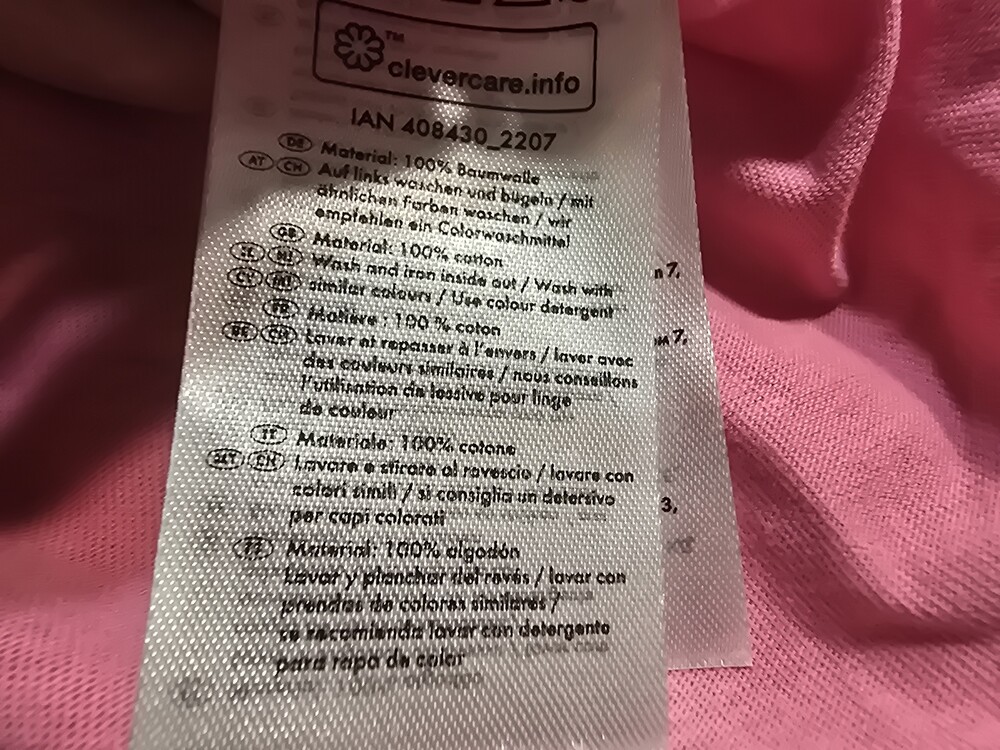 ™
clevercare.info
IAN 408430_2207
DE Material: 100% Baumwolle
AT CH Auf links waschen und bügeln / mit
ähnlichen Farben waschen / wir
empfehlen ein Colorwaschmittel
GB Material: 100% cotton
Wash and iron inside out / Wash with
CY similar colours / Use colour detergent
FR Matière : 100 % coton
BE CH Laver et repasser à l'envers / laver avec
des couleurs similaires / nous conseillons
l'utilisation de lessive pour linge
de couleur
IT Materiale: 100% cotone
CH Lavare e stirare al rovescio / lavare con
colori simili / si consiglia un detersivo
per capi colorati
Material: 100% algodón
Lavar y planchar del revés / lavar con
prendas de colores similares /
se recomienda lavar con detergente
para ropa de color
7,
7,
3,